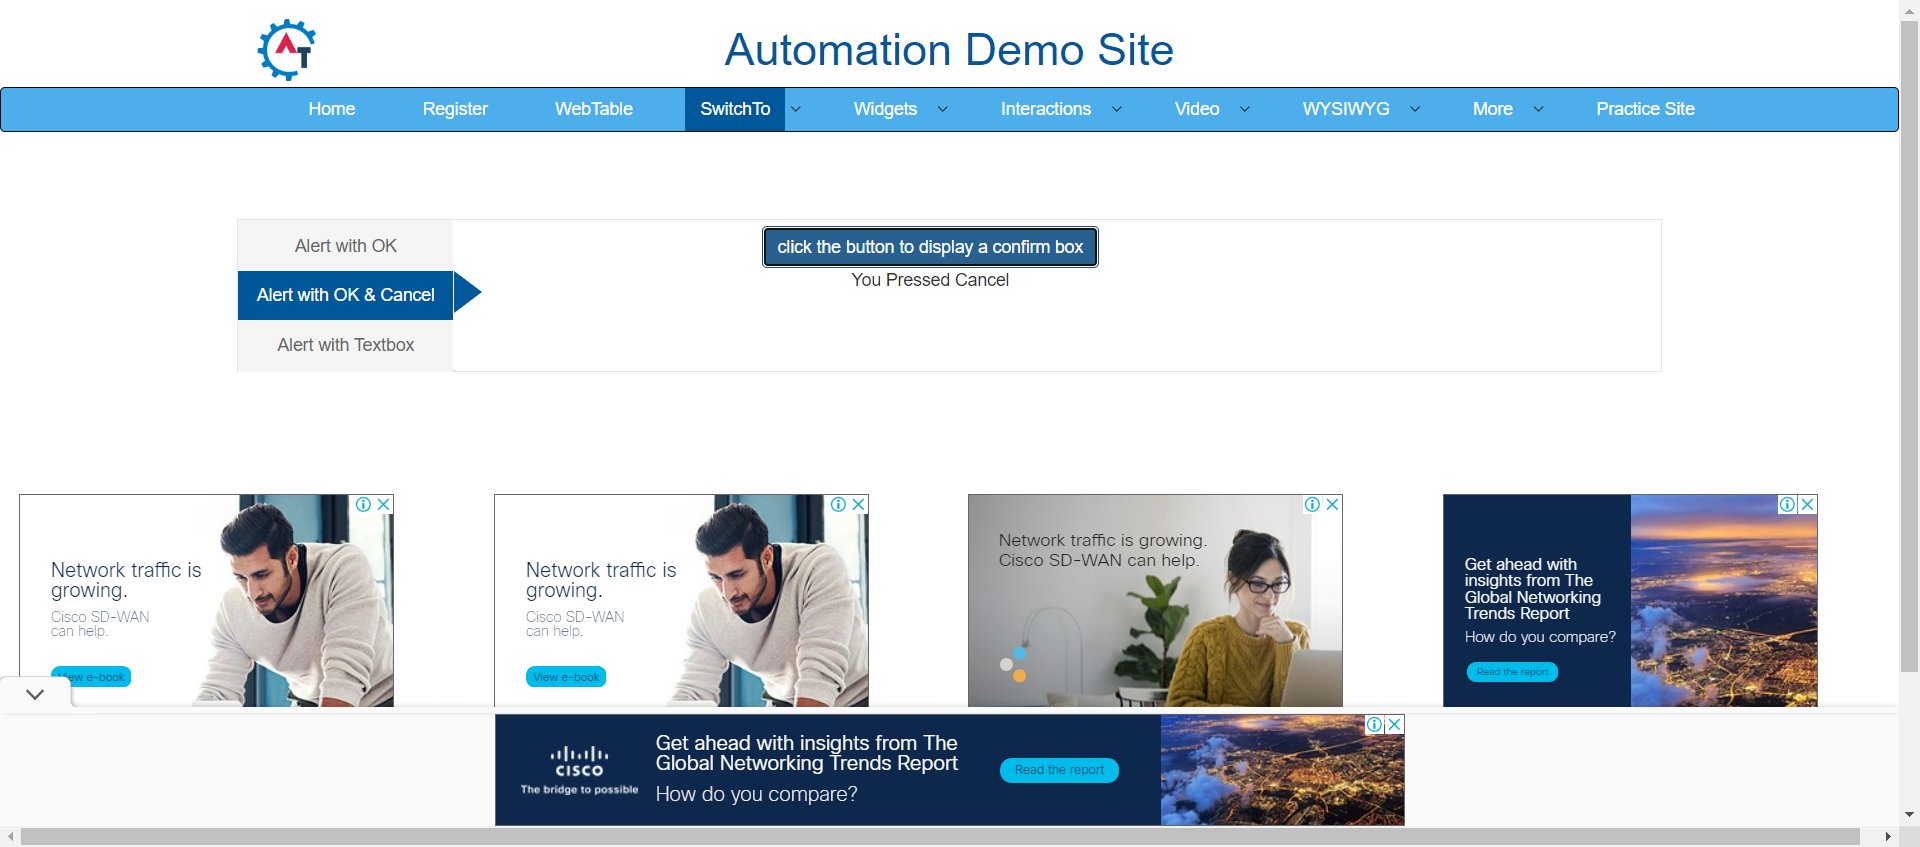 AT
Automation Demo Site
Home Register WebTable SwitchTo Widgets Interactions Video WYSIWYG More Practice Site
Alert with OK
Alert with OK & Cancel
Alert with Textbox
click the button to display a confirm box
You Pressed Cancel
Network traffic is
growing.
Cisco SD-WAN
can help.
View e-book
Network traffic is
growing.
Cisco SD-WAN
can help.
View e-book
Network traffic is growing.
Cisco SD-WAN can help.
Get ahead with
insights from The
Global Networking
Trends Report
How do you compare?
Read the report
CISCO
The bridge to possible
Get ahead with insights from The
Global Networking Trends Report
How do you compare?
Read the report